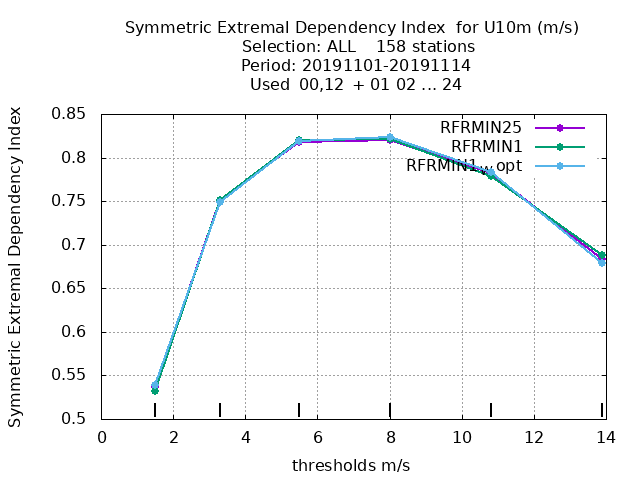 Symmetric Extremal Dependency Index  for U10m (m/s)
Selection: ALL    158 stations
Period: 20191101-20191114
Used  00,12  + 01 02 ... 24
Symmetric Extremal Dependency Index
0.85
0.8
0.75
0.7
0.65
0.6
0.55
0.5
RFRMIN25
RFRMIN1
RFRMIN1_w_opt
0 2 4 6 8 10 12 14
thresholds m/s